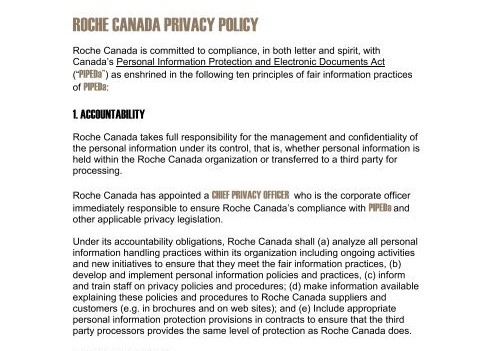 ROCHE CANADA PRIVACY POLICY
Roche Canada is committed to compliance, in both letter and spirit, with
Canada's Personal Information Protection and Electronic Documents Act
("PIPEDa") as enshrined in the following ten principles of fair information practices
of PIPEDa;
1. ACCOUNTABILITY
Roche Canada takes full responsibility for the management and confidentiality of
the personal information under its control, that is, whether personal information is
held within the Roche Canada organization or transferred to a third party for
processing.
Roche Canada has appointed a CHIEF PRIVACY OFFICER who is the corporate officer
immediately responsible to ensure Roche Canada's compliance with PIPEDa and
other applicable privacy legislation.
Under its accountability obligations, Roche Canada shall (a) analyze all personal
information handling practices within its organization including ongoing activities
and new initiatives to ensure that they meet the fair information practices, (b)
develop and implement personal information policies and practices, (c) inform
and train staff on privacy policies and procedures; (d) make information available
explaining these policies and procedures to Roche Canada suppliers and
customers (e.g. in brochures and on web sites); and (e) Include appropriate
personal information protection provisions in contracts to ensure that the third
party processors provides the same level of protection as Roche Canada does.